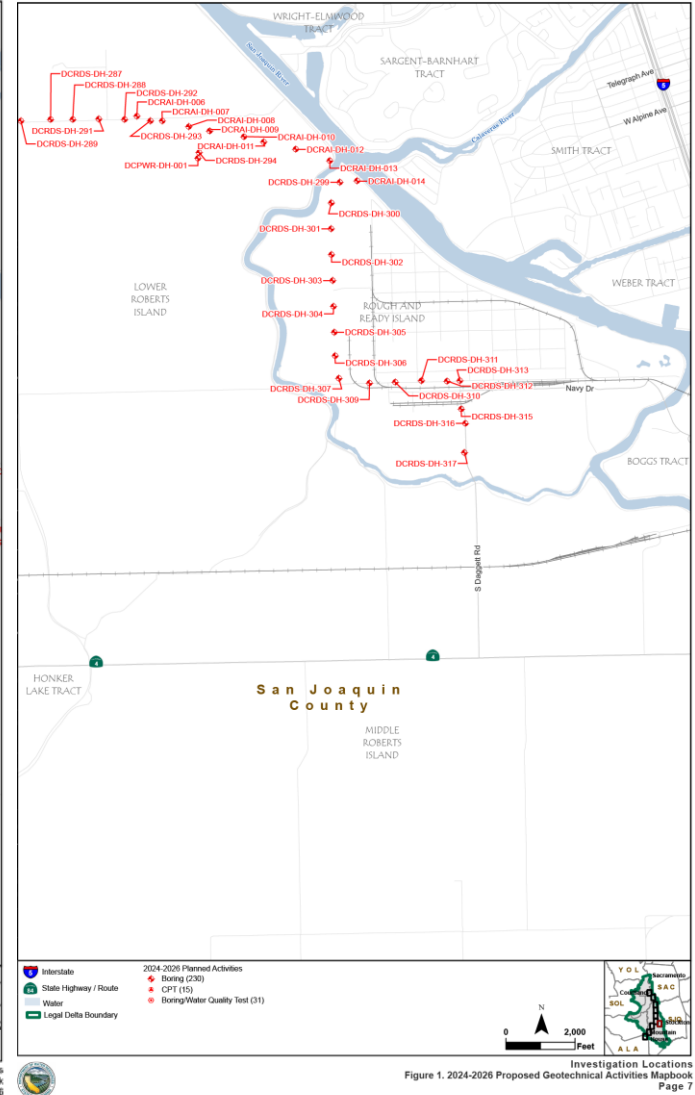 WRIGHT-ELMWOOD
TRACT
San Joaquin River
SARGENT-BARNHART
TRACT
Telegraph Ave
5
W Alpine Ave
Calaveras River
SMITH TRACT
DCRDS-DH-287
DCRDS-DH-288
DCRDS-DH-292
DCRAI-DH-006
DCRAI-DH-007
DCRAI-DH-008
DCRAI-DH-009
DCRAI-DH-010
DCRDS-DH-291
DCRDS-DH-289
DCRDS-DH-293
DCRAI-DH-011
DCRAI-DH-012
DCRDS-DH-294
DCPWR-DH-001
DCRAI-DH-013
DCRDS-DH-299
DCRAI-DH-014
DCRDS-DH-300
DCRDS-DH-301
DCRDS-DH-302
DCRDS-DH-303
WEBER TRACT
LOWER
ROBERTS
ISLAND
ROUGH AND
READY ISLAND
DCRDS-DH-304
DCRDS-DH-305
DCRDS-DH-306
DCRDS-DH-311
DCRDS-DH-313
DCRDS-DH-307
DCRDS-DH-312
Navy Dr
DCRDS-DH-309
DCRDS-DH-310
DCRDS-DH-315
DCRDS-DH-316
DCRDS-DH-317
BOGGS TRACT
S Daggett Rd
4
4
HONKER
LAKE TRACT
San Joaquin
County
MIDDLE
ROBERTS
ISLAND
5
Interstate
84
State Highway / Route
Water
Legal Delta Boundary
2024-2026 Planned Activities
Boring (230)
CPT (15)
Boring/Water Quality Test (31)
N
0
2,000
Feet
YOL
Sacramento
SAC
SOL
SJO
Stockton
Mountain
House
ALA
Investigation Locations
Figure 1. 2024-2026 Proposed Geotechnical Activities Mapbook
Page 7